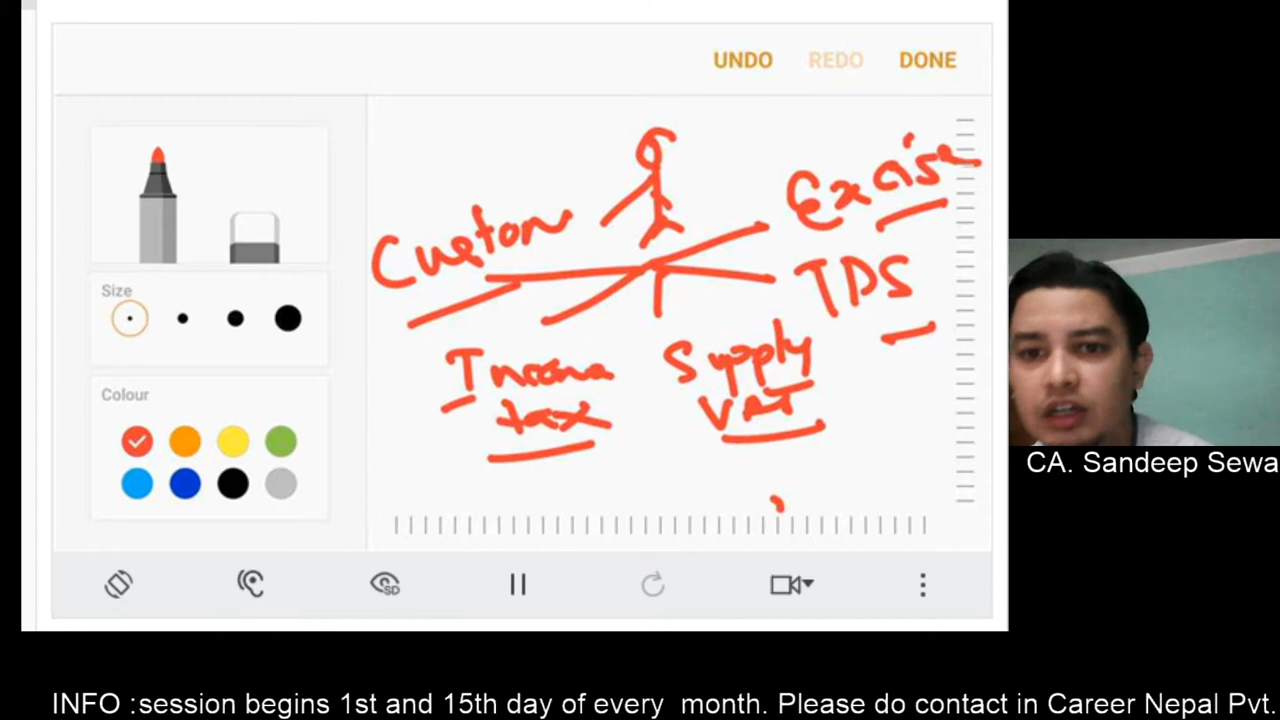 UNDO REDO DONE
Excise
Custom
TDS
Size
Income
tax
Supply
VAT
Colour
SD
CA. Sandeep Sewa
INFO :session begins 1st and 15th day of every month. Please do contact in Career Nepal Pvt.